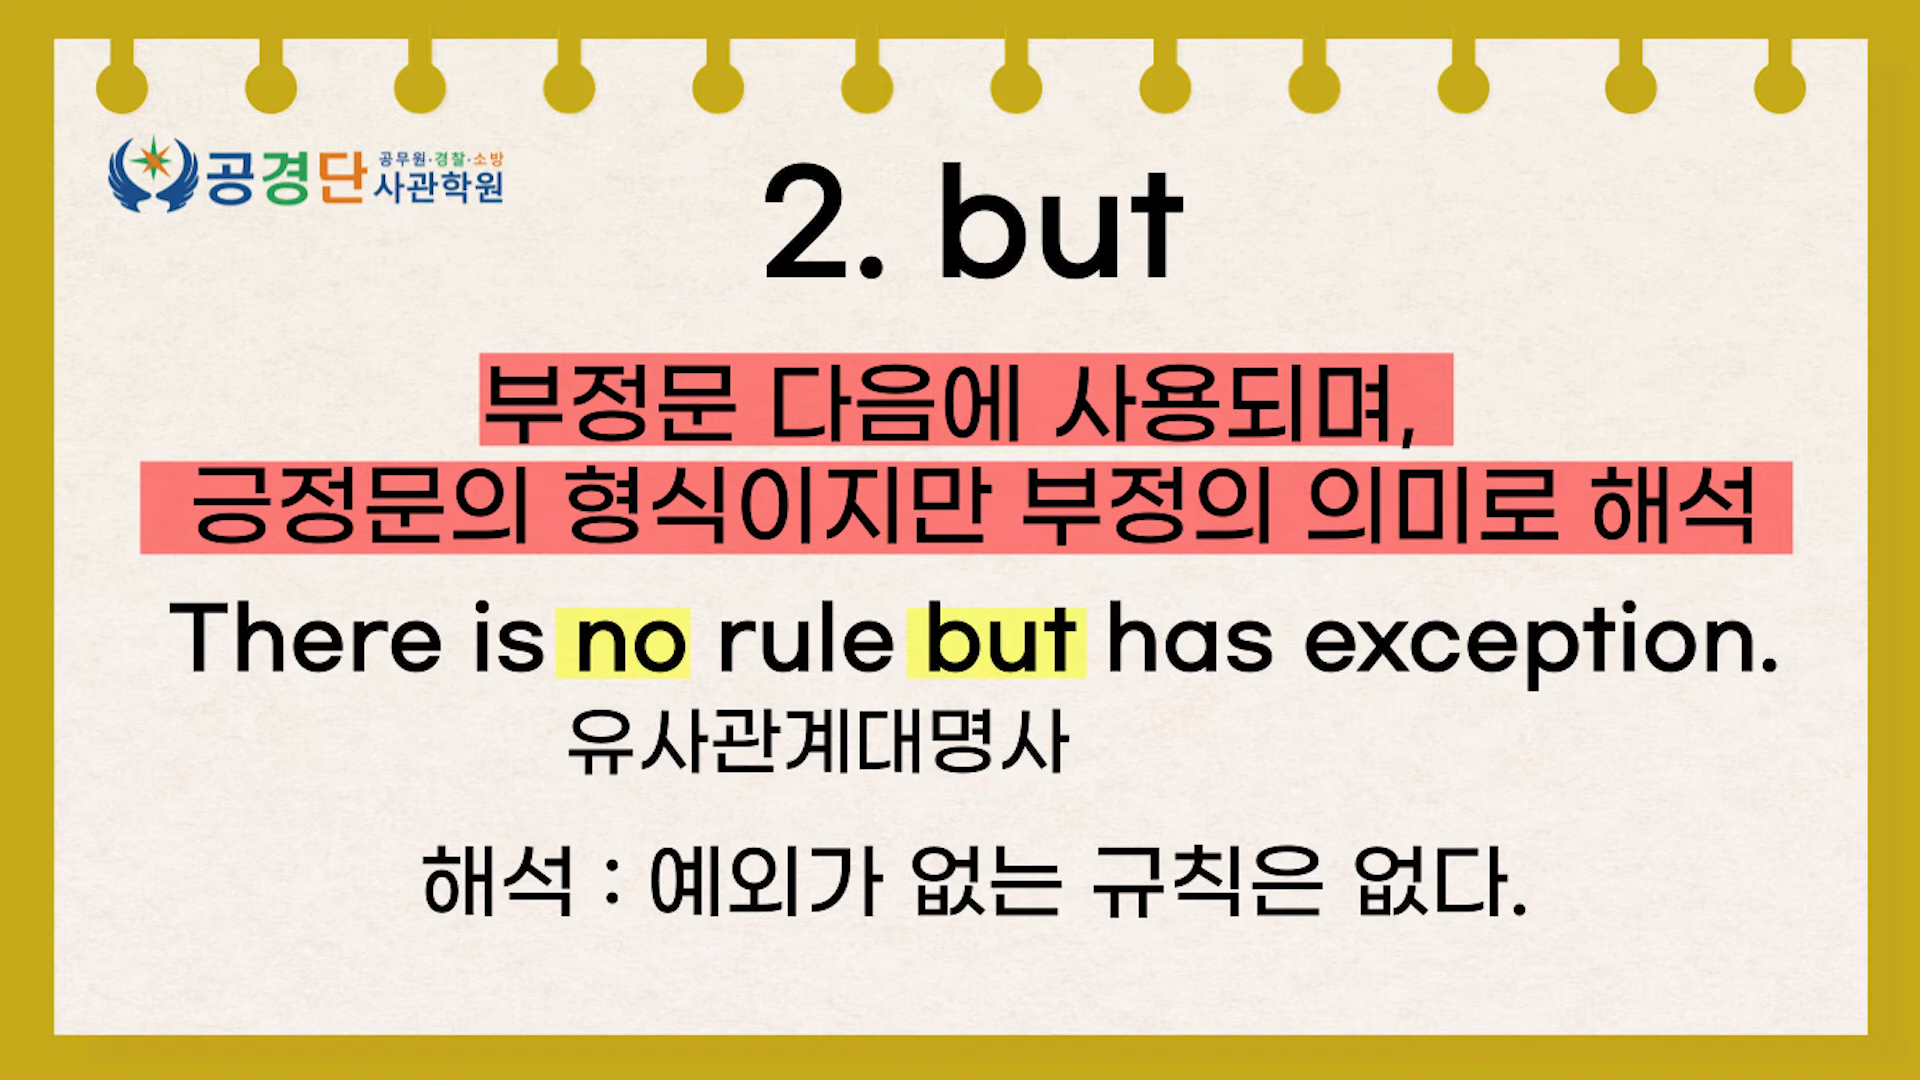 공경단 공무원·경찰·소방
사관학원
2. but
부정문 다음에 사용되며,
긍정문의 형식이지만 부정의 의미로 해석
There is no rule but has exception.
유사관계대명사
해석 : 예외가 없는 규칙은 없다.